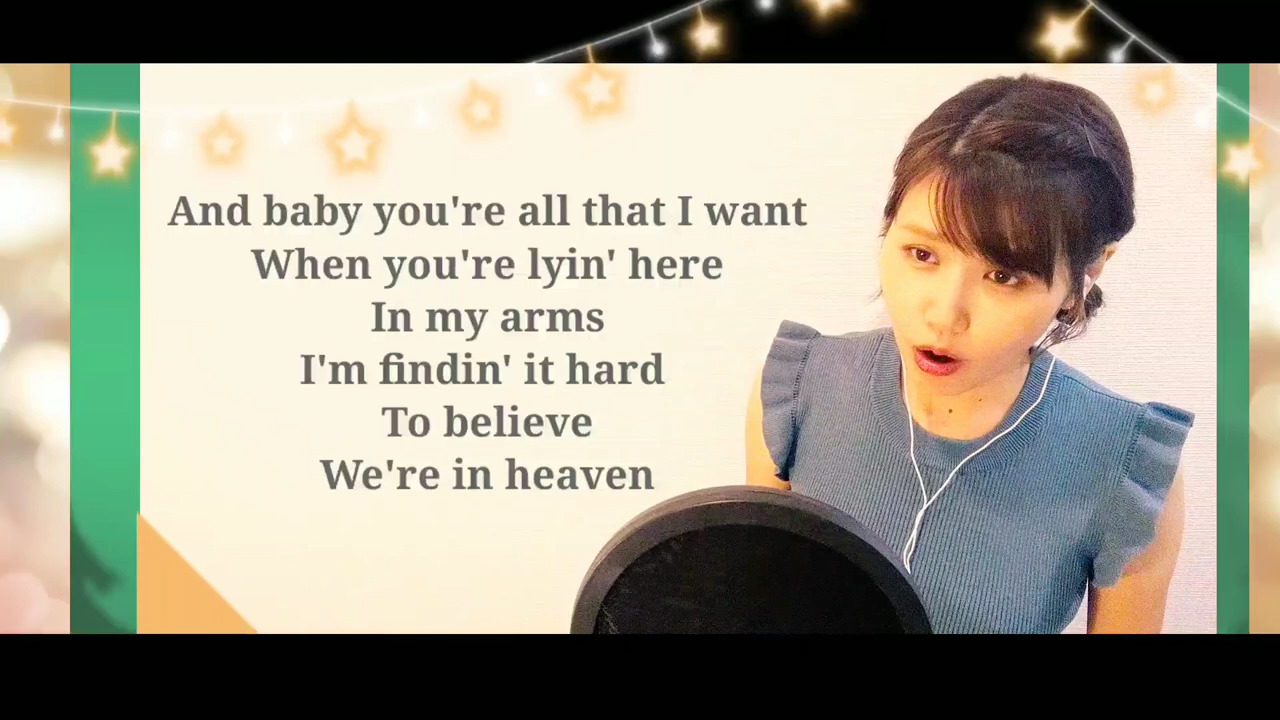 And baby you're all that I want
When you're lyin' here
In my arms
I'm findin' it hard
To believe
We're in heaven